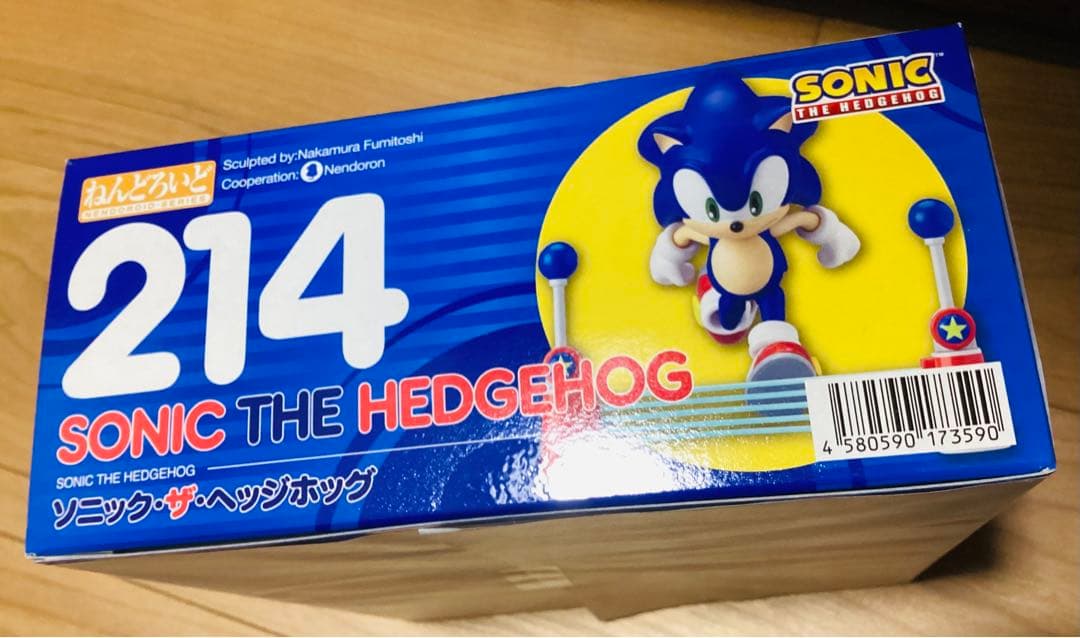 SONIC
THE HEDGEHOG
ねんどろいど
NENDOROID SERIES
Sculpted by:Nakamura Fumitoshi
Cooperation: Nendoron
214
SONIC THE HEDGEHOG
SONIC THE HEDGEHOG
ソニック・ザ・ヘッジホッグ
4 580590 173590